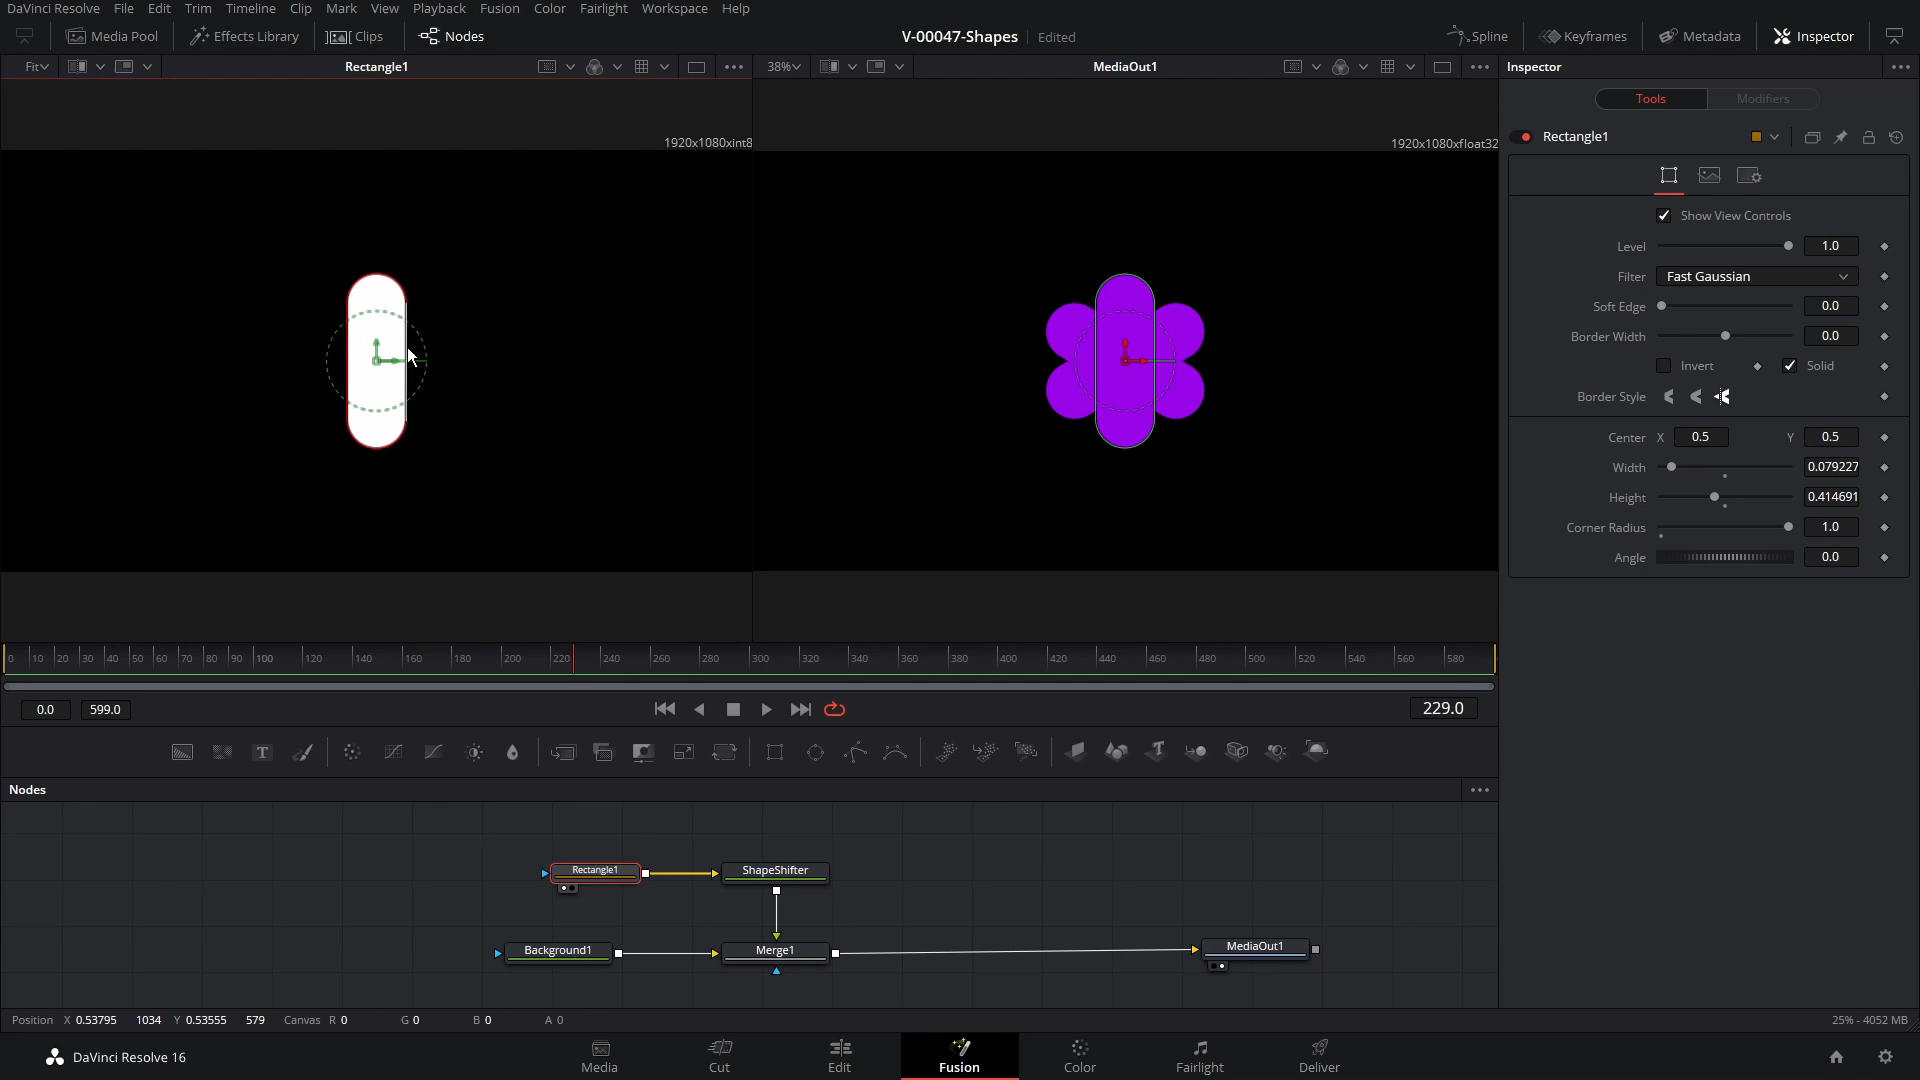 DaVinci Resolve File Edit Trim Timeline Clip Mark View Playback Fusion Color Fairlight Workspace Help
Media Pool Effects Library Clips Nodes V-00047-Shapes Edited Spline Keyframes Metadata Inspector
Fit Rectangle1 38% MediaOut1 Inspector
Tools Modifiers
1920x1080xint8 1920x1080xfloat32
Rectangle1
Show View Controls
Level 1.0
Filter Fast Gaussian
Soft Edge 0.0
Border Width 0.0
Invert Solid
Border Style
Center X 0.5 Y 0.5
Width 0.079227
Height 0.414691
Corner Radius 1.0
Angle 0.0
0 10 20 30 40 50 60 70 80 90 100 120 140 160 180 200 220 240 260 280 300 320 340 360 380 400 420 440 460 480 500 520 540 560 580
0.0 599.0 229.0
T
Nodes
Rectangle1 ShapeShifter
Background1 Merge1 MediaOut1
Position X 0.53795 1034 Y 0.53555 579 Canvas R 0 G 0 B 0 A 0 25% - 4052 MB
DaVinci Resolve 16 Media Cut Edit Fusion Color Fairlight Deliver